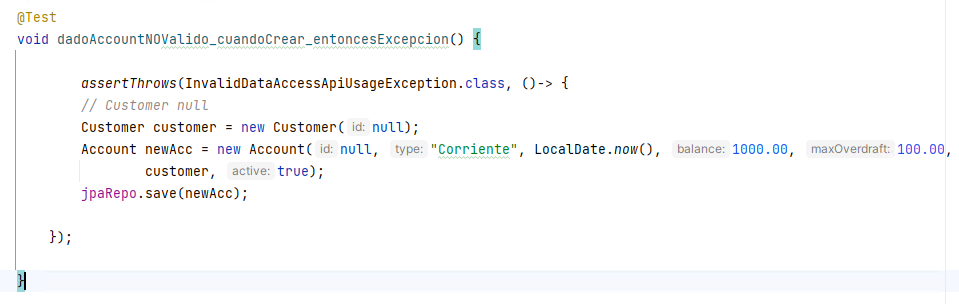 @Test
void dadoAccountNOValido_cuandoCrear_entoncesExcepcion() {
assertThrows(InvalidDataAccessApiUsageException.class, ()-> {
// Customer null
Customer customer = new Customer( id: null);
Account newAcc = new Account( id: null, type: "Corriente", LocalDate.now(), balance: 1000.00, maxOverdraft: 100.00,
customer, active: true);
jpaRepo.save(newAcc);
});
}